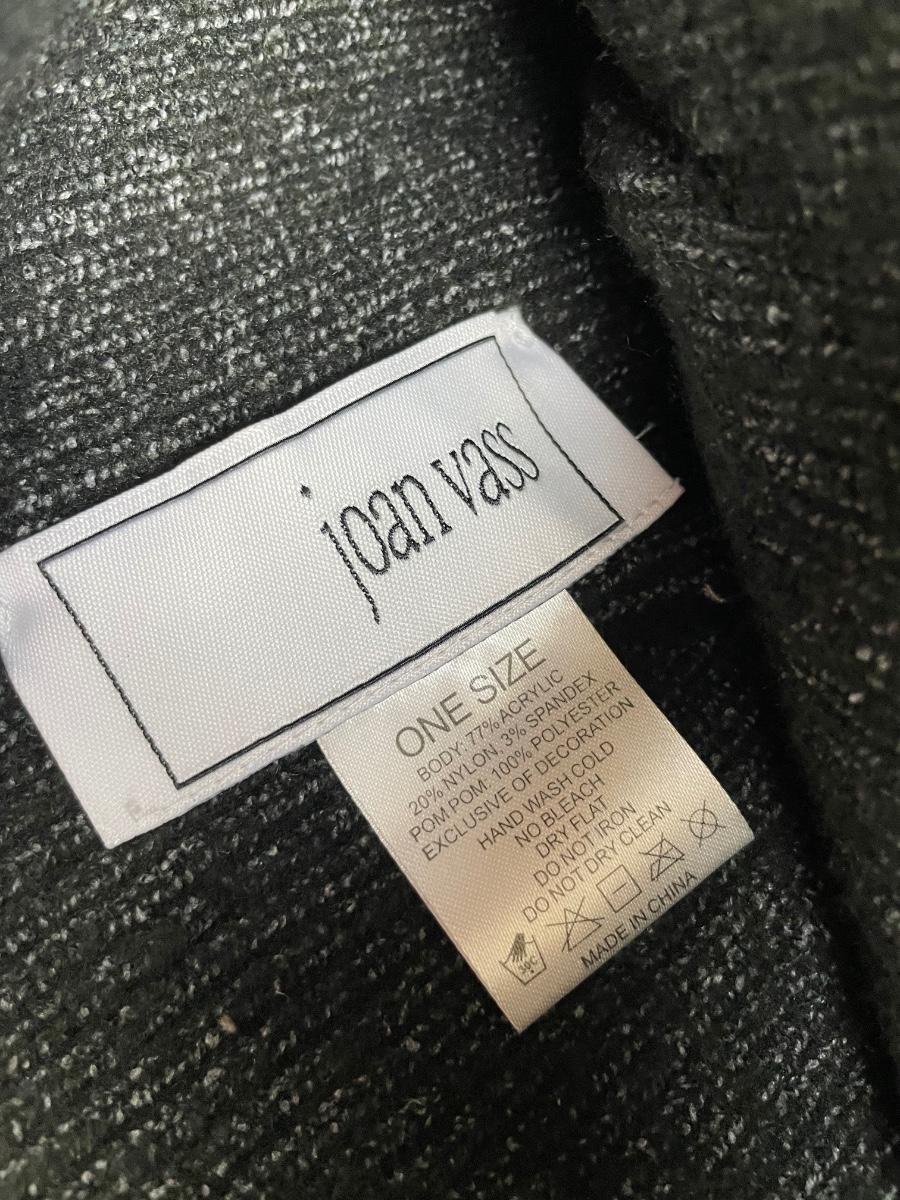 joan vass
ONE SIZE
BODY: 77% ACRYLIC
20% NYLON, 3% SPANDEX
POM POM: 100% POLYESTER
EXCLUSIVE OF DECORATION
HAND WASH COLD
NO BLEACH
DRY FLAT
DO NOT IRON
DO NOT DRY CLEAN
30°C
MADE IN CHINA